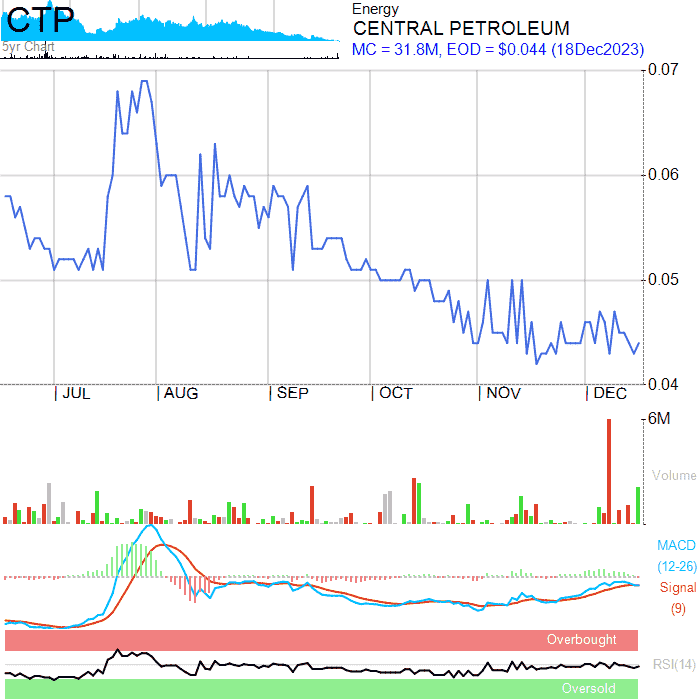 CTP
5yr Chart
Energy
CENTRAL PETROLEUM
MC = 31.8M, EOD = $0.044 (18Dec2023)
0.07
0.06
0.05
0.04
JUL AUG SEP OCT NOV DEC
6M
Volume
MACD
(12-26)
Signal
(9)
Overbought
RSI(14)
Oversold